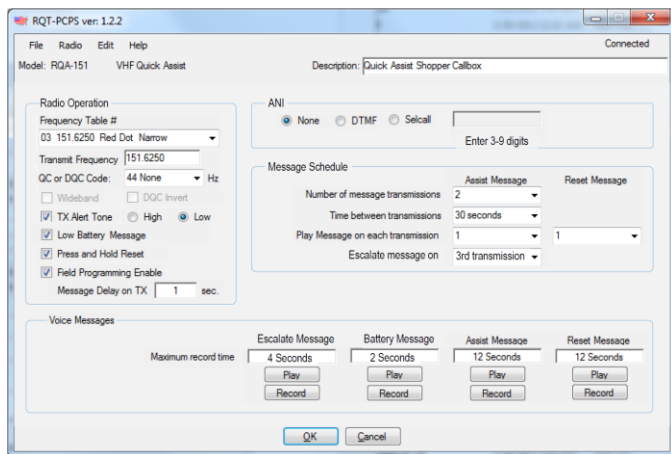 RQT-PCPS ver: 1.2.2
File Radio Edit Help Connected
Model: RQA-151 VHF Quick Assist Description: Quick Assist Shopper Callbox
Radio Operation
Frequency Table #
03 151.6250 Red Dot Narrow
Transmit Frequency 151.6250
QC or DQC Code: 44 None Hz
Wideband DQC Invert
TX Alert Tone High Low
Low Battery Message
Press and Hold Reset
Field Programming Enable
Message Delay on TX 1 sec.
ANI
None DTMF Selcall
Enter 3-9 digits
Message Schedule
Assist Message Reset Message
Number of message transmissions 2
Time between transmissions 30 seconds
Play Message on each transmission 1 1
Escalate message on 3rd transmission
Voice Messages
Escalate Message Battery Message Assist Message Reset Message
Maximum record time 4 Seconds 2 Seconds 12 Seconds 12 Seconds
Play Play Play Play
Record Record Record Record
OK Cancel